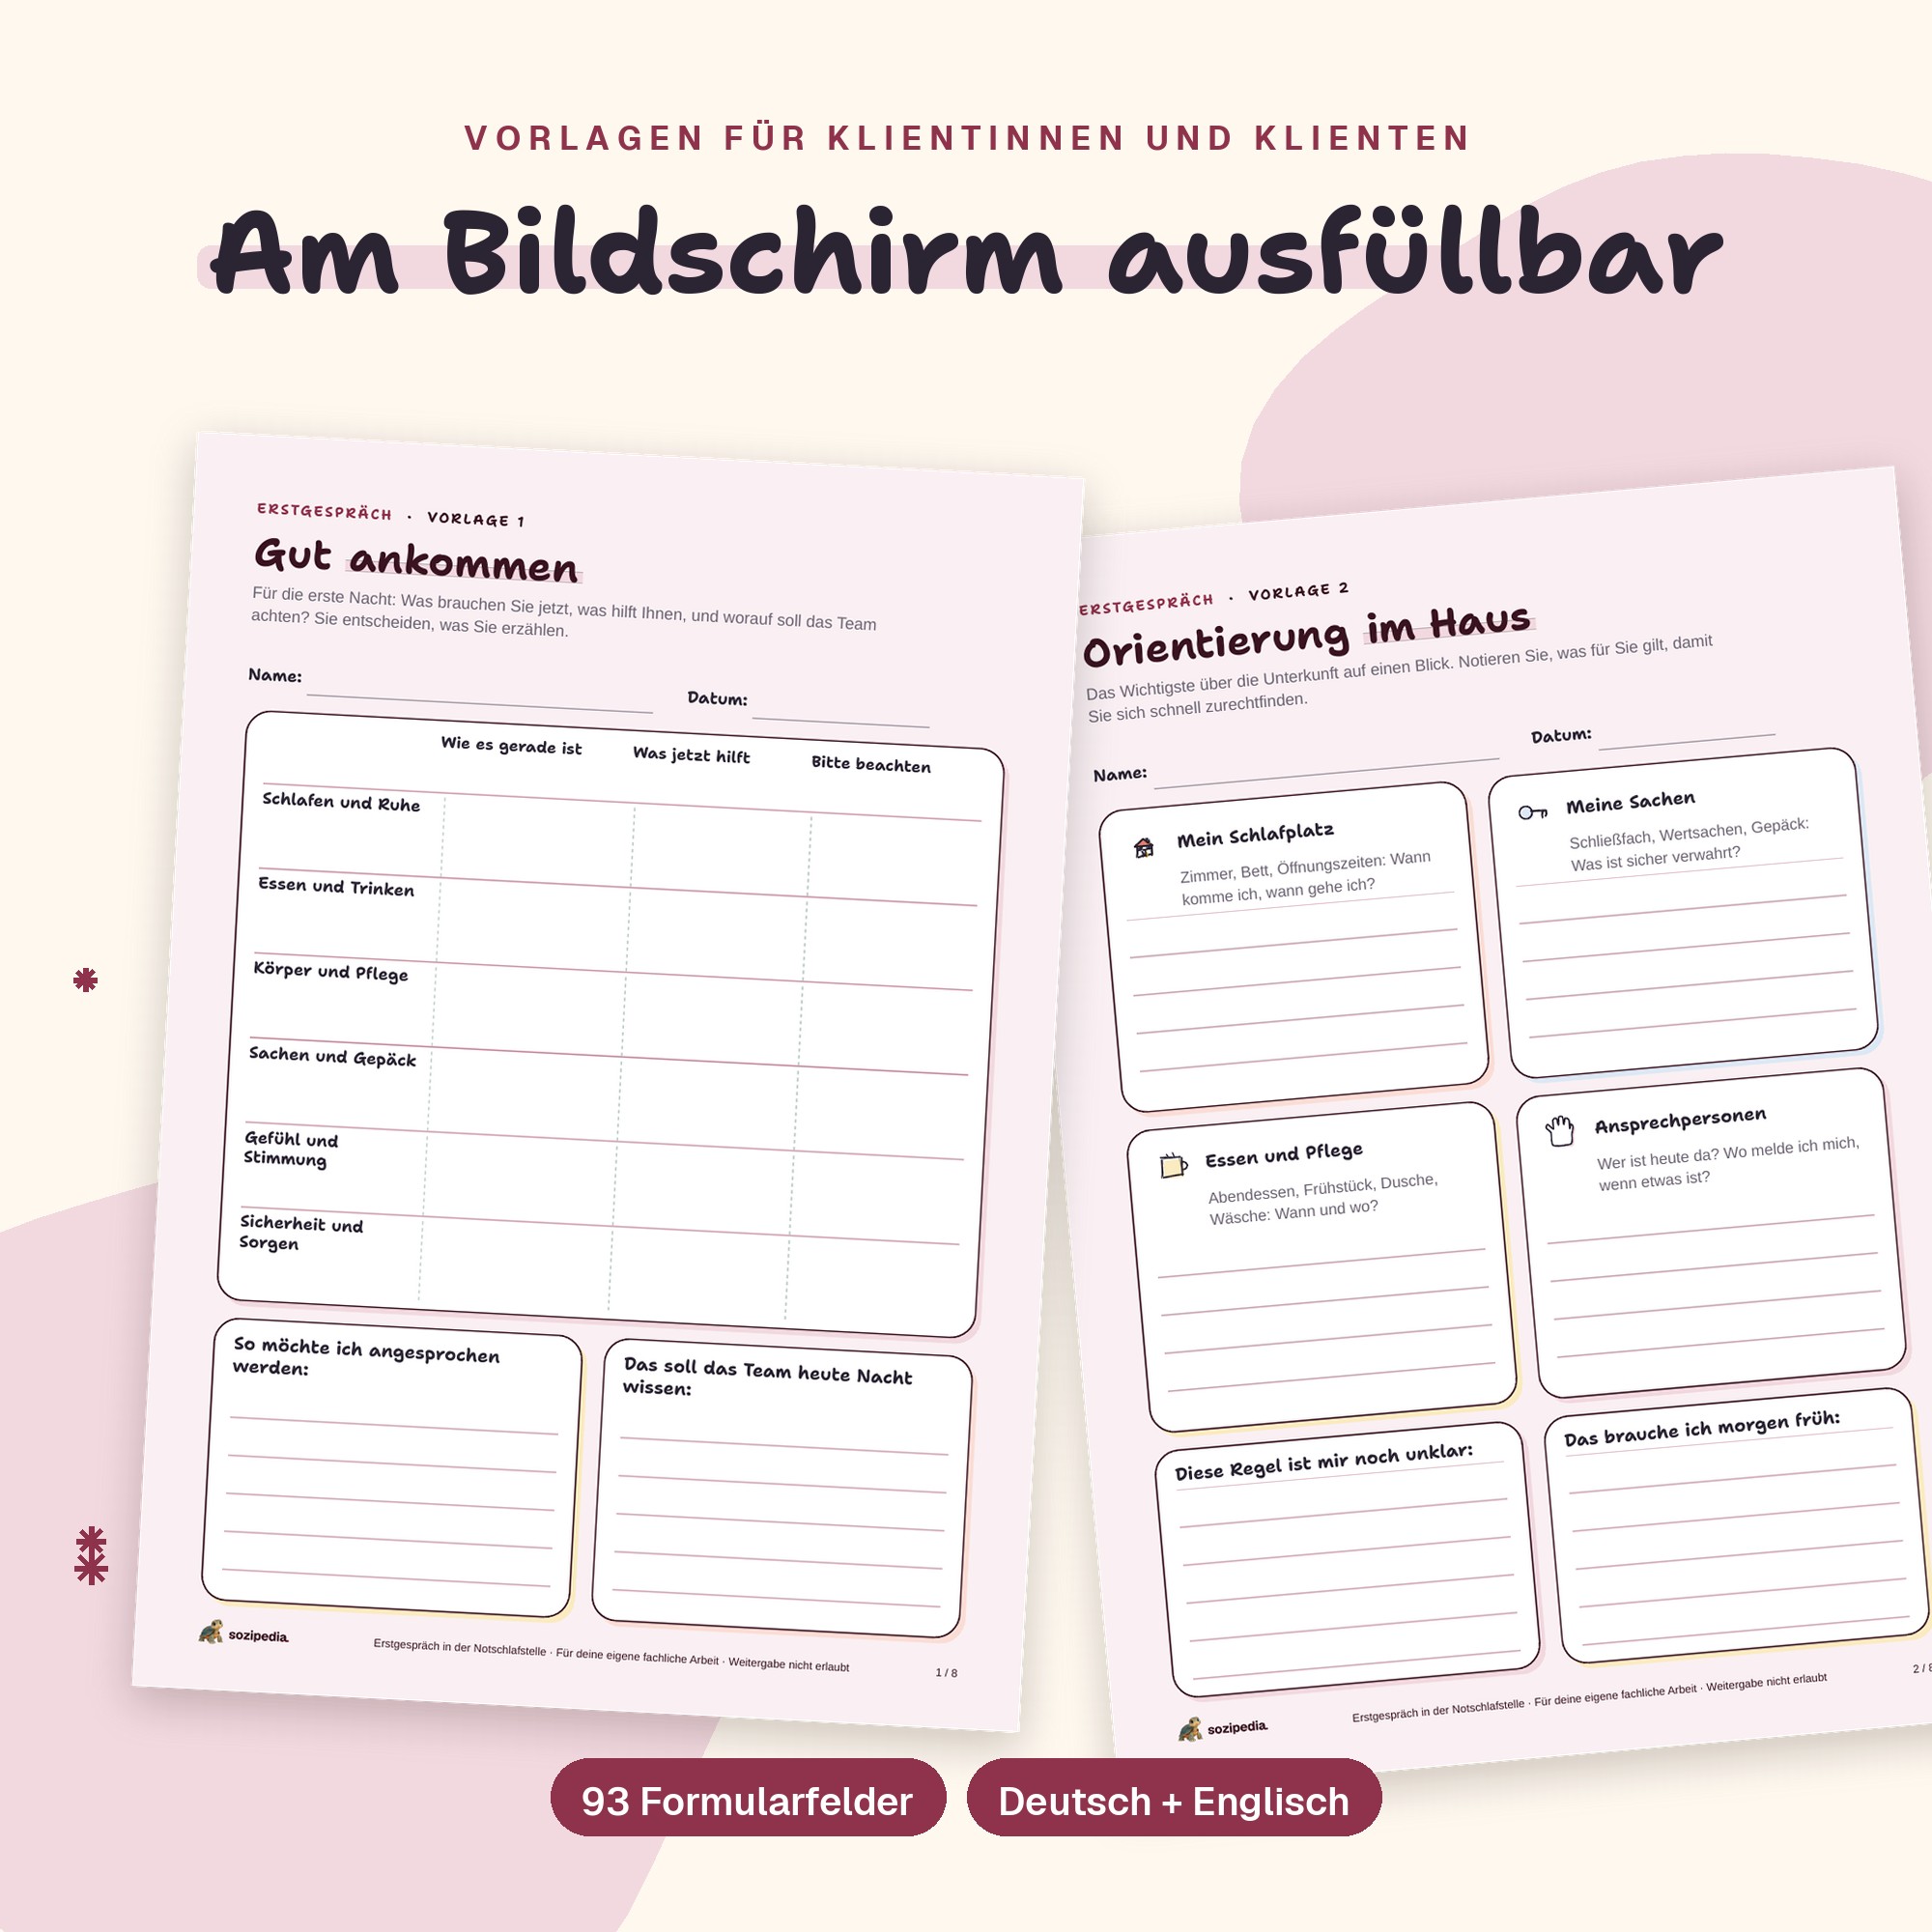 VORLAGEN FÜR KLIENTINNEN UND KLIENTEN
Am Bildschirm ausfüllbar
ERSTGESPRÄCH · VORLAGE 1
Gut ankommen
Für die erste Nacht: Was brauchen Sie jetzt, was hilft Ihnen, und worauf soll das Team
achten? Sie entscheiden, was Sie erzählen.
Name:
Datum:
Wie es gerade ist
Was jetzt hilft
Bitte beachten
Schlafen und Ruhe
Essen und Trinken
Körper und Pflege
Sachen und Gepäck
Gefühl und
Stimmung
Sicherheit und
Sorgen
So möchte ich angesprochen
werden:
Das soll das Team heute Nacht
wissen:
sozipedia.
Erstgespräch in der Notschlafstelle · Für deine eigene fachliche Arbeit · Weitergabe nicht erlaubt
1 / 8
ERSTGESPRÄCH · VORLAGE 2
Orientierung im Haus
Das Wichtigste über die Unterkunft auf einen Blick. Notieren Sie, was für Sie gilt, damit
Sie sich schnell zurechtfinden.
Name:
Datum:
Mein Schlafplatz
Zimmer, Bett, Öffnungszeiten: Wann
komme ich, wann gehe ich?
Meine Sachen
Schließfach, Wertsachen, Gepäck:
Was ist sicher verwahrt?
Essen und Pflege
Abendessen, Frühstück, Dusche,
Wäsche: Wann und wo?
Ansprechpersonen
Wer ist heute da? Wo melde ich mich,
wenn etwas ist?
Diese Regel ist mir noch unklar:
Das brauche ich morgen früh:
sozipedia.
Erstgespräch in der Notschlafstelle · Für deine eigene fachliche Arbeit · Weitergabe nicht erlaubt
2 / 8
93 Formularfelder
Deutsch + Englisch